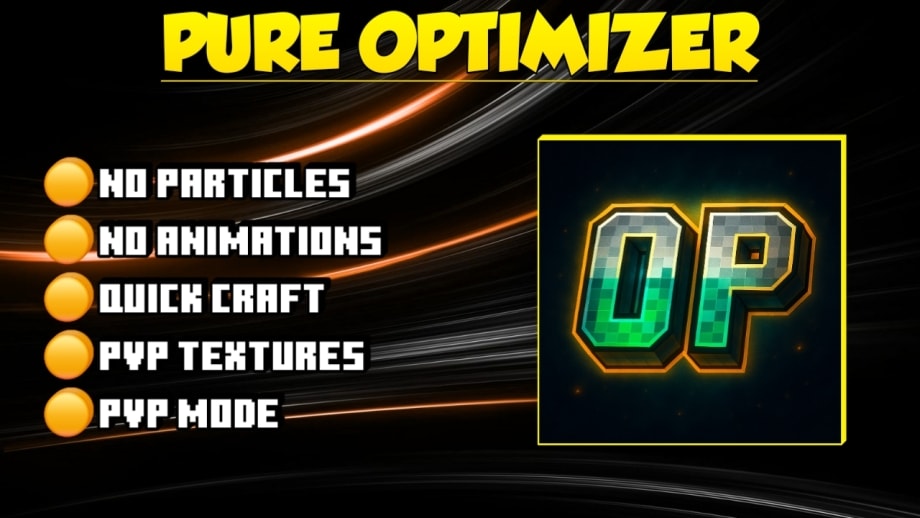 PURE OPTIMIZER
NO PARTICLES
NO ANIMATIONS
QUICK CRAFT
PVP TEXTURES
PVP MODE
OP